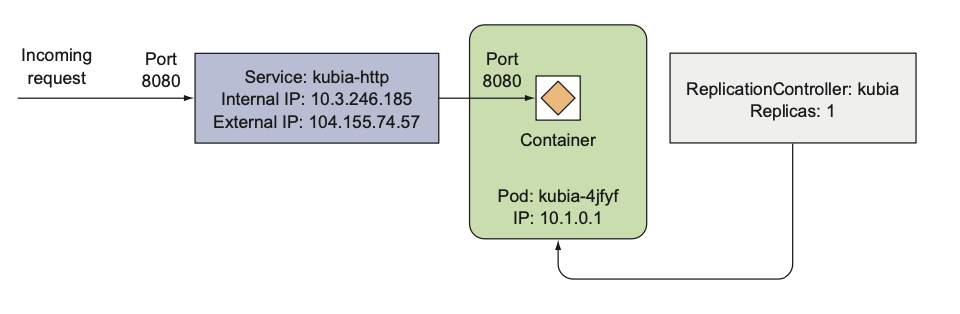 Incoming
request
Port
8080
Service: kubia-http
Internal IP: 10.3.246.185
External IP: 104.155.74.57
Port
8080
Container
Pod: kubia-4jfyf
IP: 10.1.0.1
ReplicationController: kubia
Replicas: 1